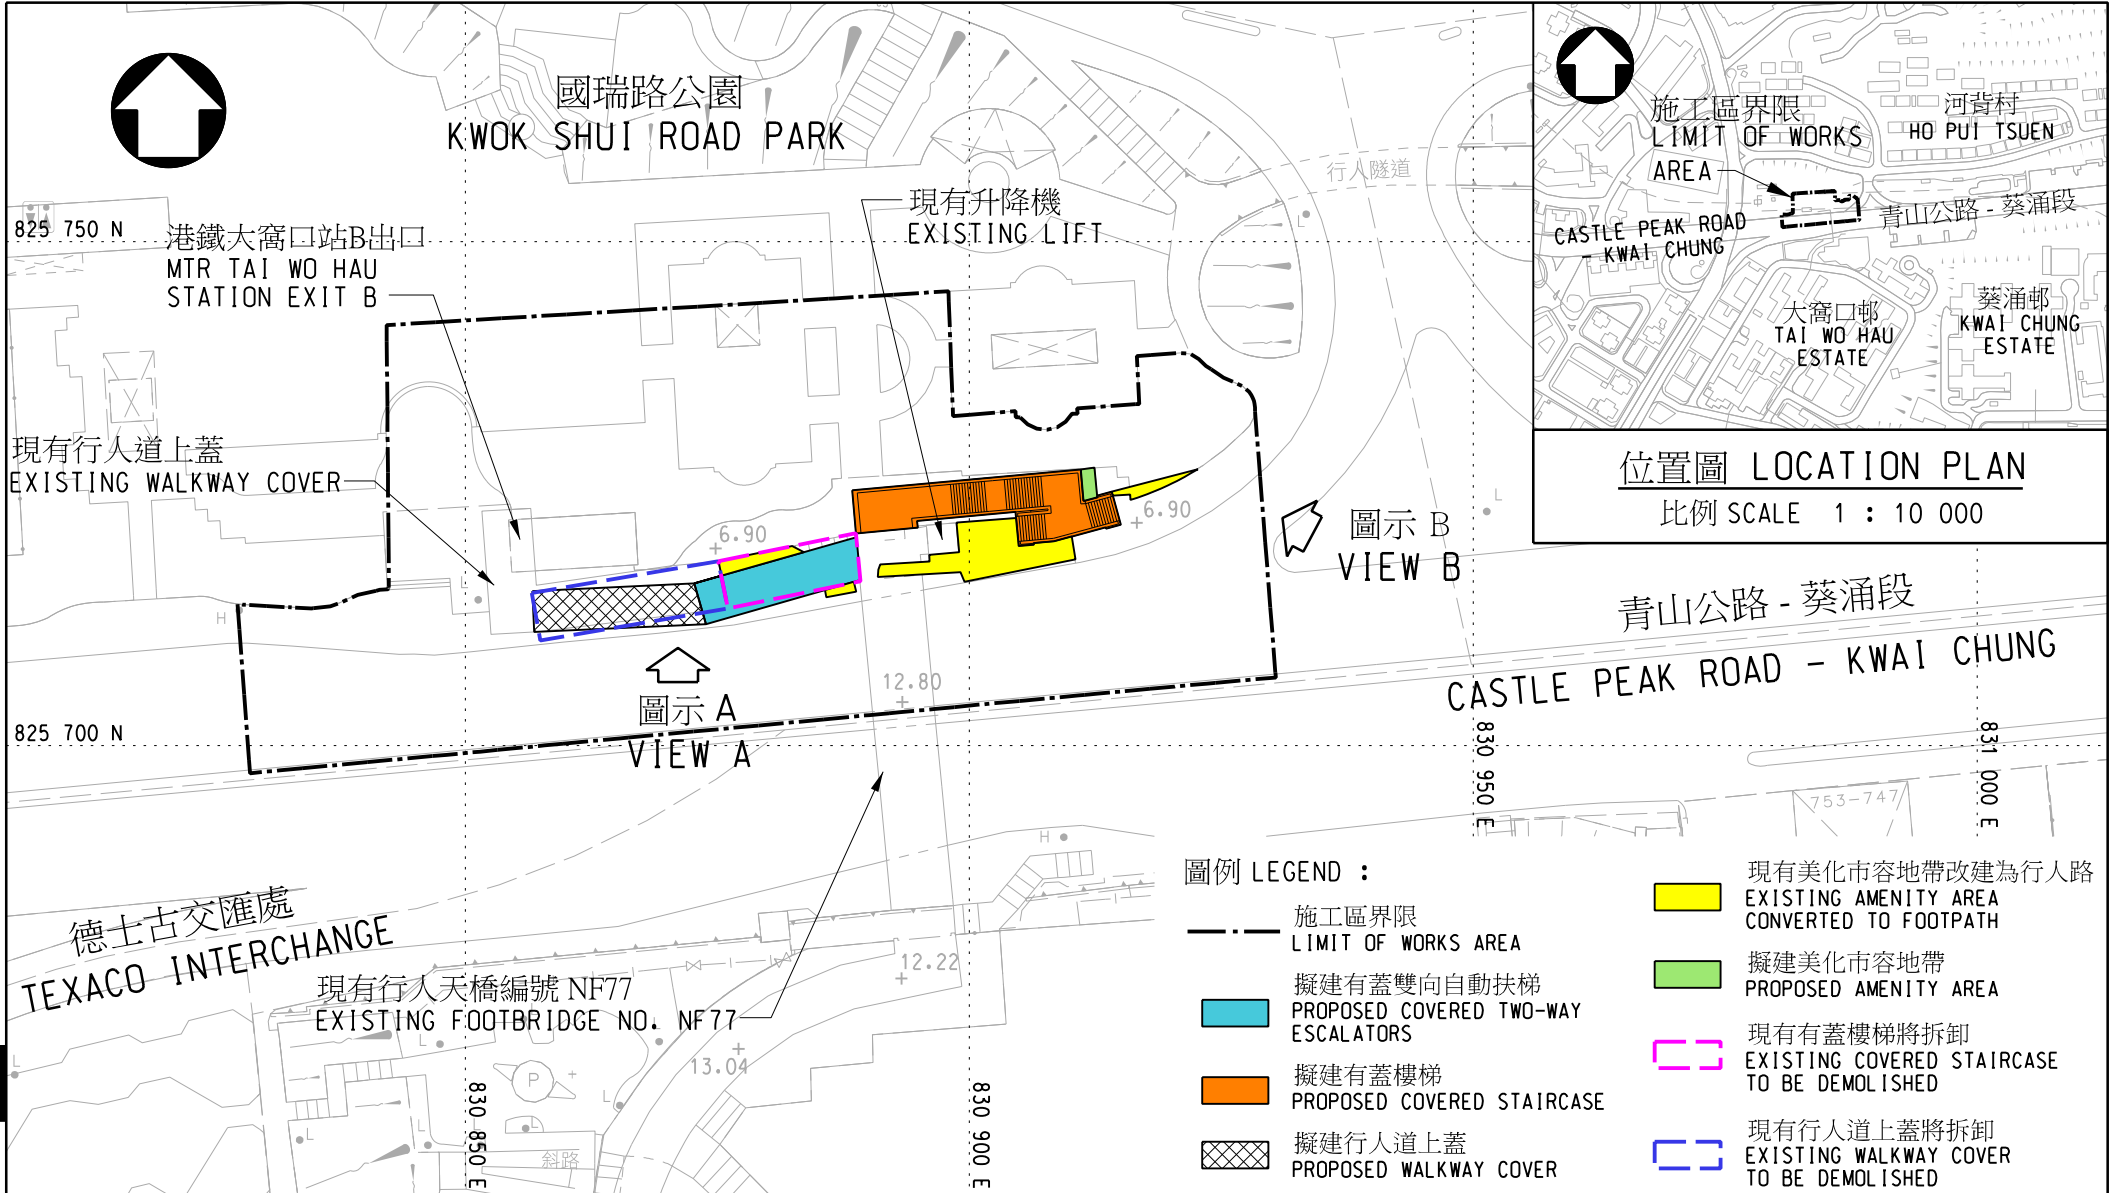 國瑞路公園
KWOK SHUI ROAD PARK
825 750 N
港鐵大窩口站B出口
MTR TAI WO HAU
STATION EXIT B
現有升降機
EXISTING LIFT
行人隧道
L
現有行人道上蓋
EXISTING WALKWAY COVER
6.90
6.90
圖示 B
VIEW B
H
圖示 A
VIEW A
12.80
825 700 N
青山公路 - 葵涌段
CASTLE PEAK ROAD - KWAI CHUNG
830 950 E
831 000 E
753-747
L
H
德士古交匯處
TEXACO INTERCHANGE
12.22
現有行人天橋編號 NF77
EXISTING FOOTBRIDGE NO. NF77
13.04
L
L
P
L
L
L
L
斜路
830 850 E
830 900 E
施工區界限
LIMIT OF WORKS
AREA
河背村
HO PUI TSUEN
CASTLE PEAK ROAD
- KWAI CHUNG
青山公路 - 葵涌段
大窩口邨
TAI WO HAU
ESTATE
葵涌邨
KWAI CHUNG
ESTATE
位置圖 LOCATION PLAN
比例 SCALE 1 : 10 000
圖例 LEGEND :
施工區界限
LIMIT OF WORKS AREA
擬建有蓋雙向自動扶梯
PROPOSED COVERED TWO-WAY
ESCALATORS
擬建有蓋樓梯
PROPOSED COVERED STAIRCASE
擬建行人道上蓋
PROPOSED WALKWAY COVER
現有美化市容地帶改建為行人路
EXISTING AMENITY AREA
CONVERTED TO FOOTPATH
擬建美化市容地帶
PROPOSED AMENITY AREA
現有有蓋樓梯將拆卸
EXISTING COVERED STAIRCASE
TO BE DEMOLISHED
現有行人道上蓋將拆卸
EXISTING WALKWAY COVER
TO BE DEMOLISHED